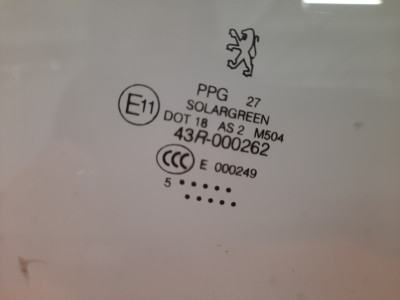 PPG 27
SOLARGREEN
E11 DOT 18 AS 2 M504
43R-000262
CCC E 000249
5 • • • • •
• • • • •